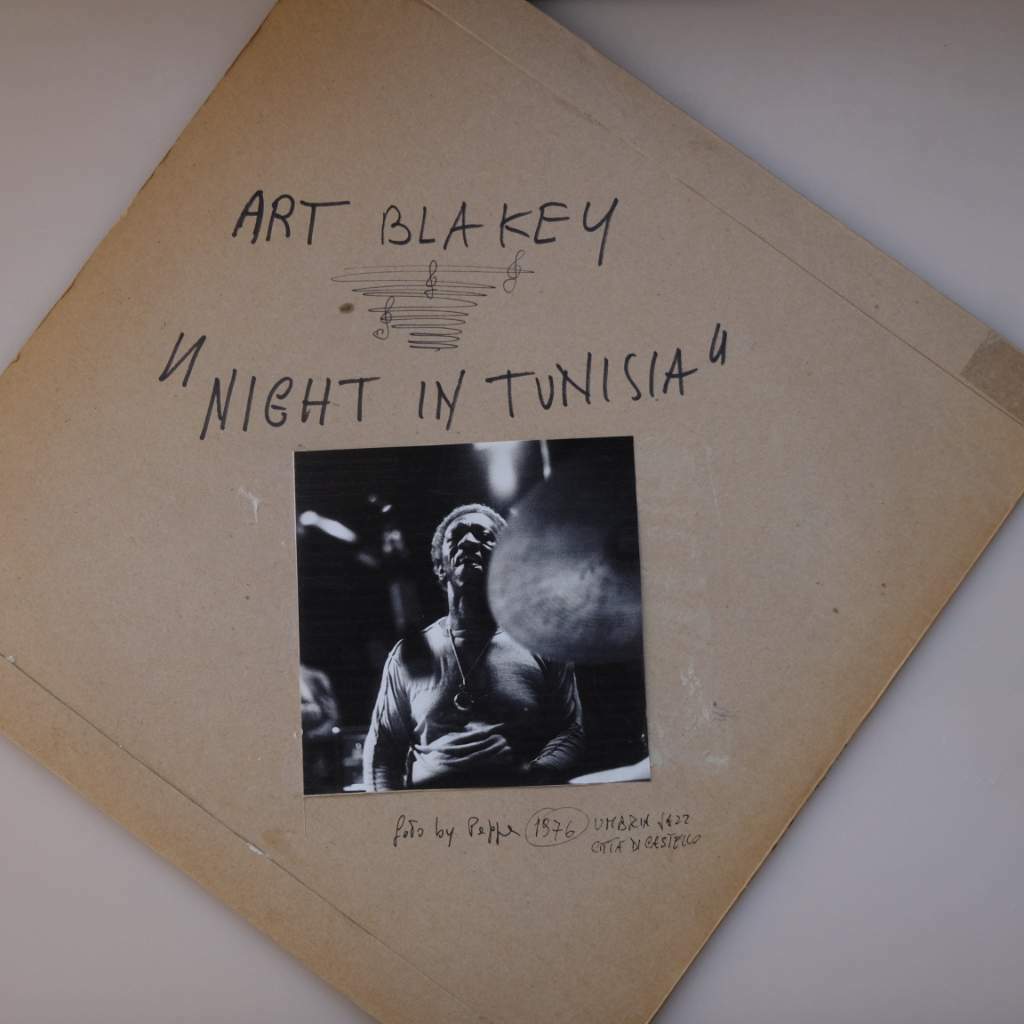 ART BLAKEY
"NIGHT IN TUNISIA"
foto by Peppe 1976 UMBRIA JAZZ
CITTA DI CASTELLO